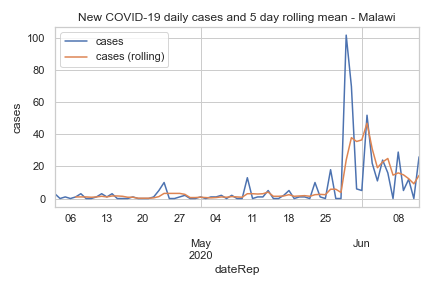 New COVID-19 daily cases and 5 day rolling mean - Malawi
cases
cases (rolling)
cases
100
80
60
40
20
0
06 13 20 27 04 11 18 25 08
May Jun
2020
dateRep